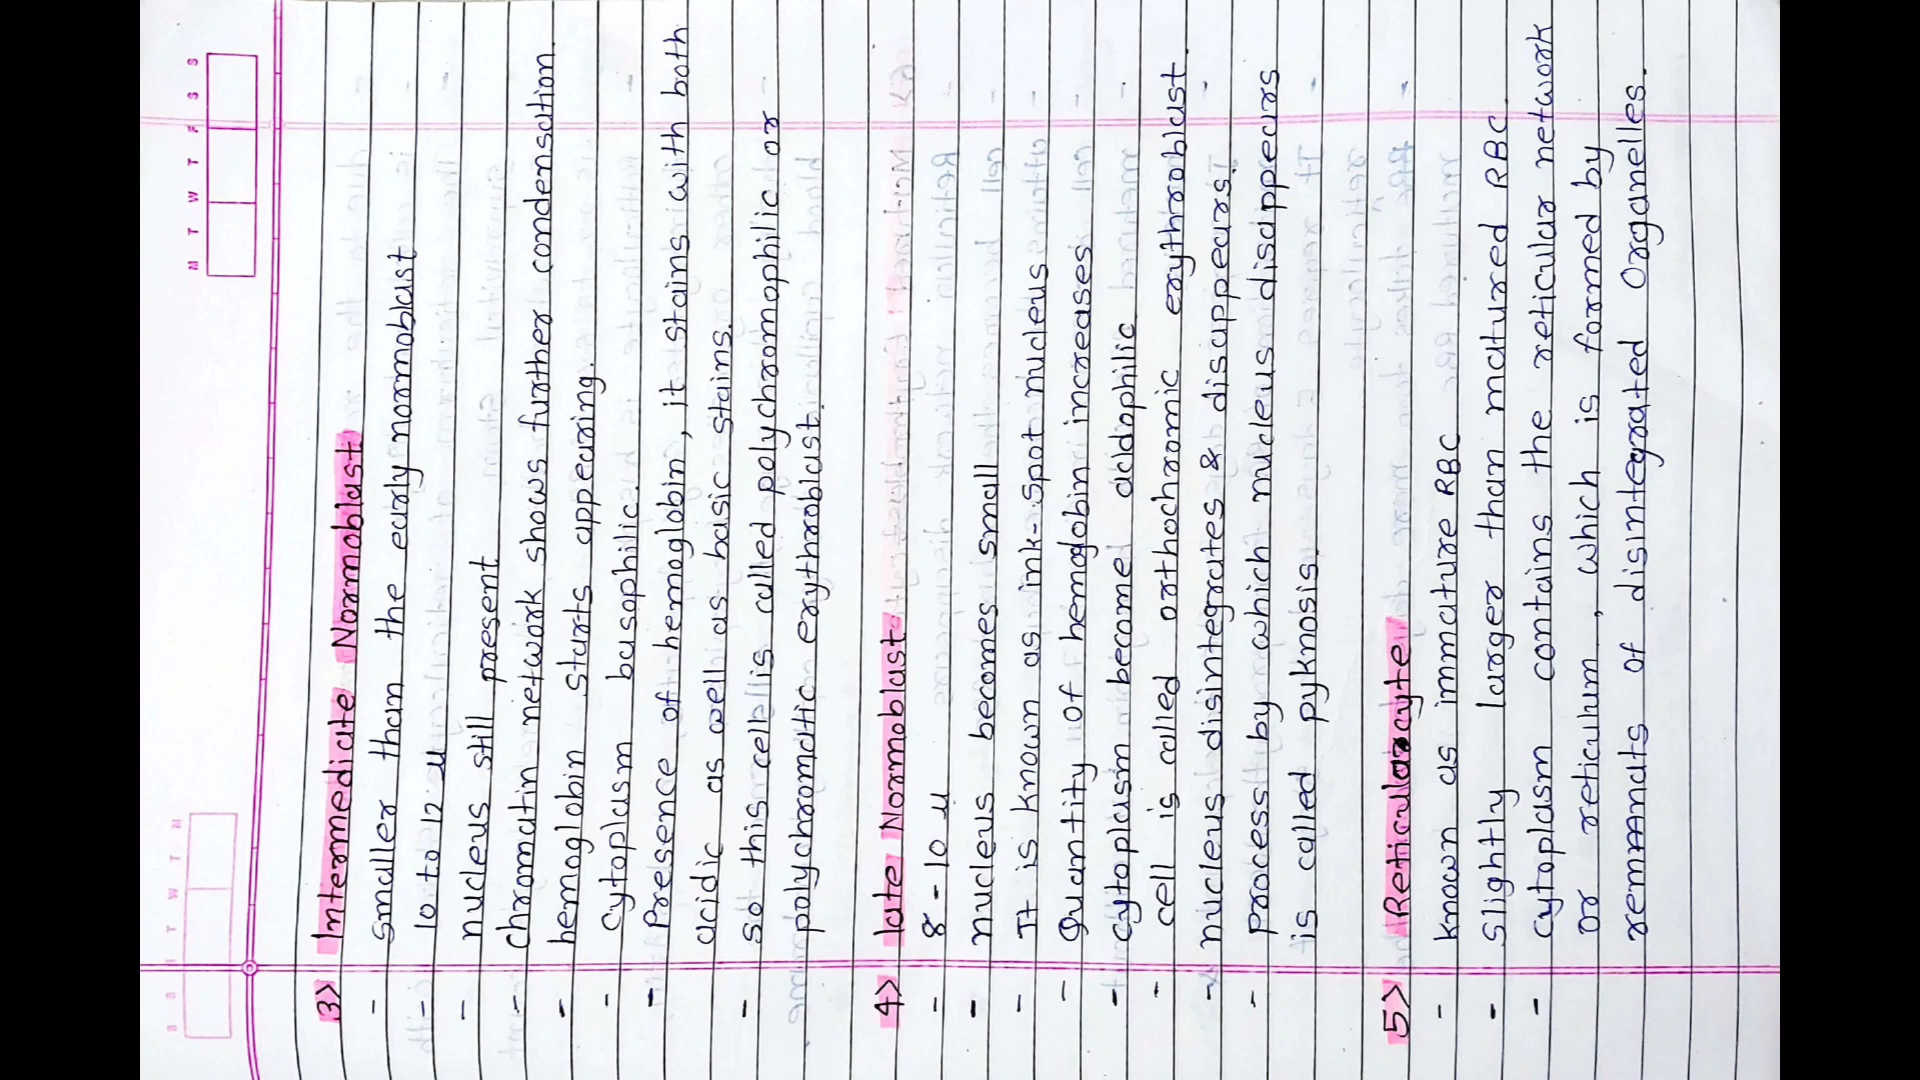 M T W T F S S
3> Intermediate Normoblast
- smaller than the early normoblast
- 10 to 12 µ
- nucleus still present
- chromatin network shows further condensation.
- hemoglobin starts appearing.
- cytoplasm basophilic
- Presence of hemoglobin, it stains with both
acidic as well as basic stains.
- so this cell is called polychromophilic or
polychromatic erythroblast.
4> late Normoblast
- 8-10 µ
- nucleus becomes small
- It is known as ink-spot nucleus
- Quantity of hemoglobin increases
- cytoplasm become acidophilic
- cell is called orthochromic erythroblast.
- nucleus disintegrates & disappears.
- process by which nucleus disappears
is called pyknosis.
5> Reticulocyte
- known as immature RBC
- slightly larger than matured RBC
- cytoplasm contains the reticular network
or reticulum, which is formed by
remmants of disintegrated organelles.